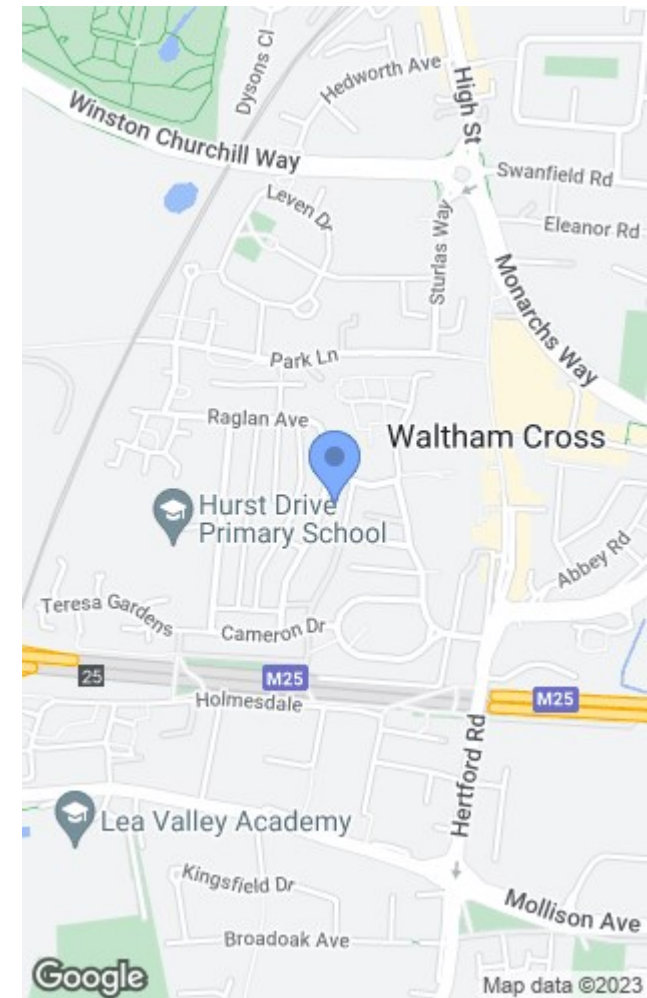 Dysons Cl
Hedworth Ave
High St
Winston Churchill Way
Swanfield Rd
Leven Dr
Sturlas Way
Eleanor Rd
Monarchs Way
Park Ln
Raglan Ave
Waltham Cross
Hurst Drive
Primary School
Abbey Rd
Teresa Gardens
Cameron Dr
25
M25
M25
Holmesdale
Hertford Rd
Lea Valley Academy
Kingsfield Dr
Mollison Ave
Broadoak Ave
Google
Map data ©2023